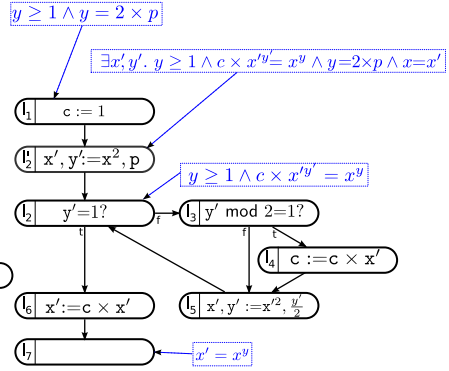 y ≥ 1 ∧ y = 2 × p
∃x′,y′. y ≥ 1 ∧ c × x′^y′ = x^y ∧ y=2×p ∧ x=x′
l1 c := 1
l″2 x′, y′:=x²,p
y ≥ 1 ∧ c × x′^y′ = x^y
l2 y′=1?
f
l3 y′ mod 2=1?
t
f
t
l4 c :=c × x′
l6 x′:=c × x′
l5 x′, y′ :=x′²,y′/2
l7
x′ = x^y